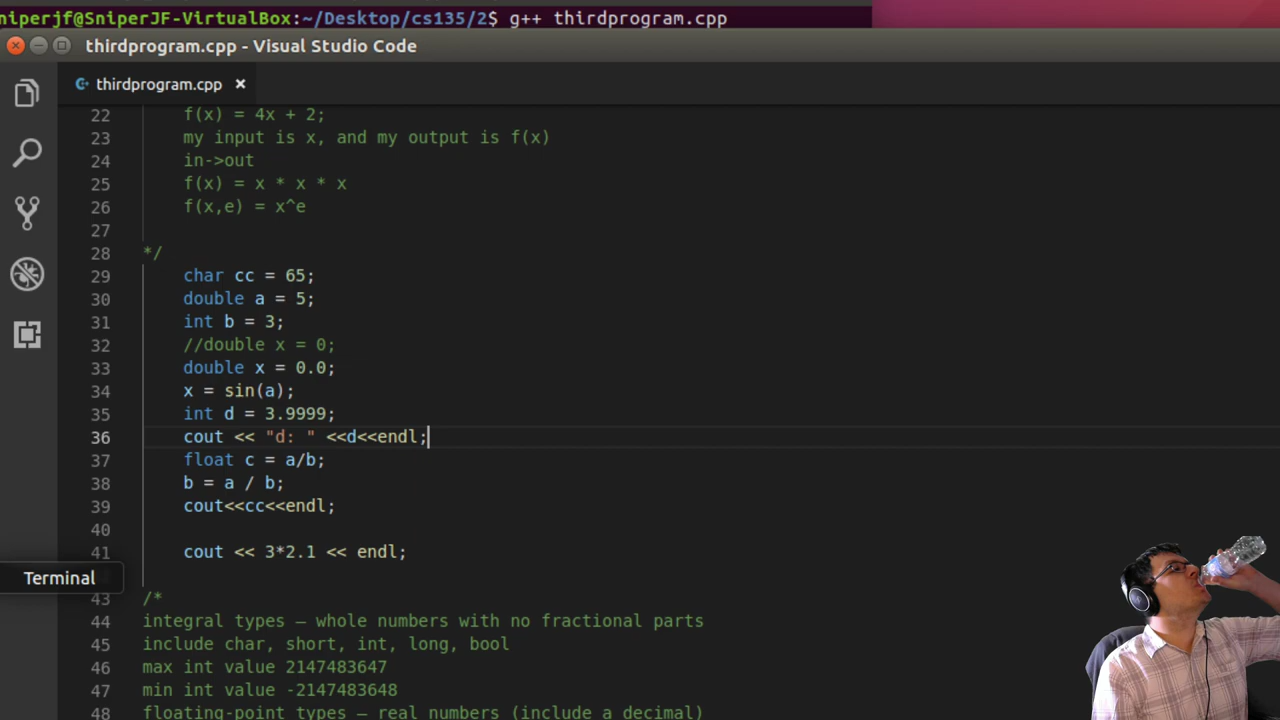 niperjf@SniperJF-VirtualBox:~/Desktop/cs135/2$ g++ thirdprogram.cpp
thirdprogram.cpp - Visual Studio Code
thirdprogram.cpp
22 f(x) = 4x + 2;
23 my input is x, and my output is f(x)
24 in->out
25 f(x) = x * x * x
26 f(x,e) = x^e
27
28 */
29 char cc = 65;
30 double a = 5;
31 int b = 3;
32 //double x = 0;
33 double x = 0.0;
34 x = sin(a);
35 int d = 3.9999;
36 cout << "d: " <<d<<endl;
37 float c = a/b;
38 b = a / b;
39 cout<<cc<<endl;
40
41 cout << 3*2.1 << endl;
Terminal
43 /*
44 integral types – whole numbers with no fractional parts
45 include char, short, int, long, bool
46 max int value 2147483647
47 min int value -2147483648
48 floating-point types – real numbers (include a decimal)